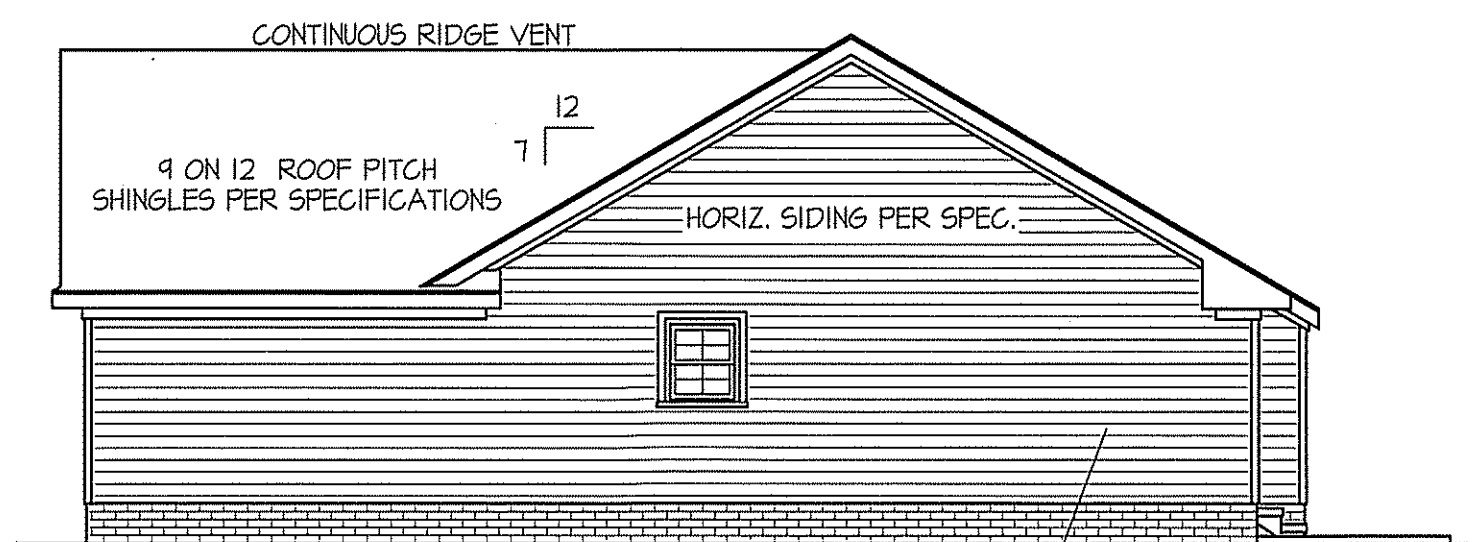 CONTINUOUS RIDGE VENT
12
7
9 ON 12 ROOF PITCH
SHINGLES PER SPECIFICATIONS
HORIZ. SIDING PER SPEC.